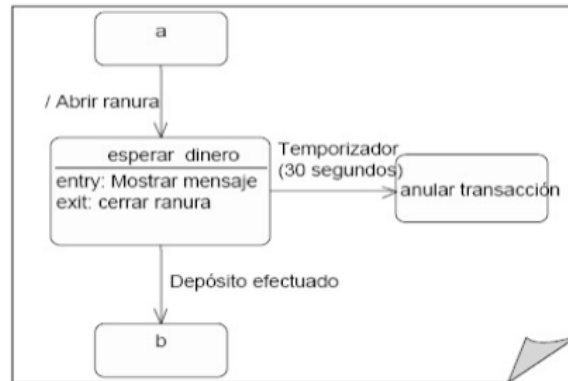 a
/ Abrir ranura
esperar dinero
entry: Mostrar mensaje
exit: cerrar ranura
Temporizador
(30 segundos)
anular transacción
Depósito efectuado
b